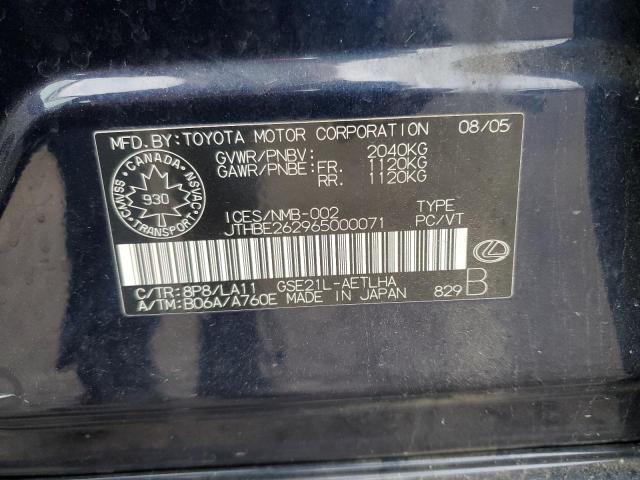 MFD.BY:TOYOTA MOTOR CORPORATION 08/05
GVWR/PNBV: 2040KG
GAWR/PNBE:FR. 1120KG
RR. 1120KG
CANADA
CMVSS 930 NSVAC
TRANSPORT
ICES/NMB-002 TYPE
JTHBE262965000071 PC/VT
C/TR:8P8/LA11 GSE21L-AETLHA
A/TM:B06A/A760E MADE IN JAPAN 829 B